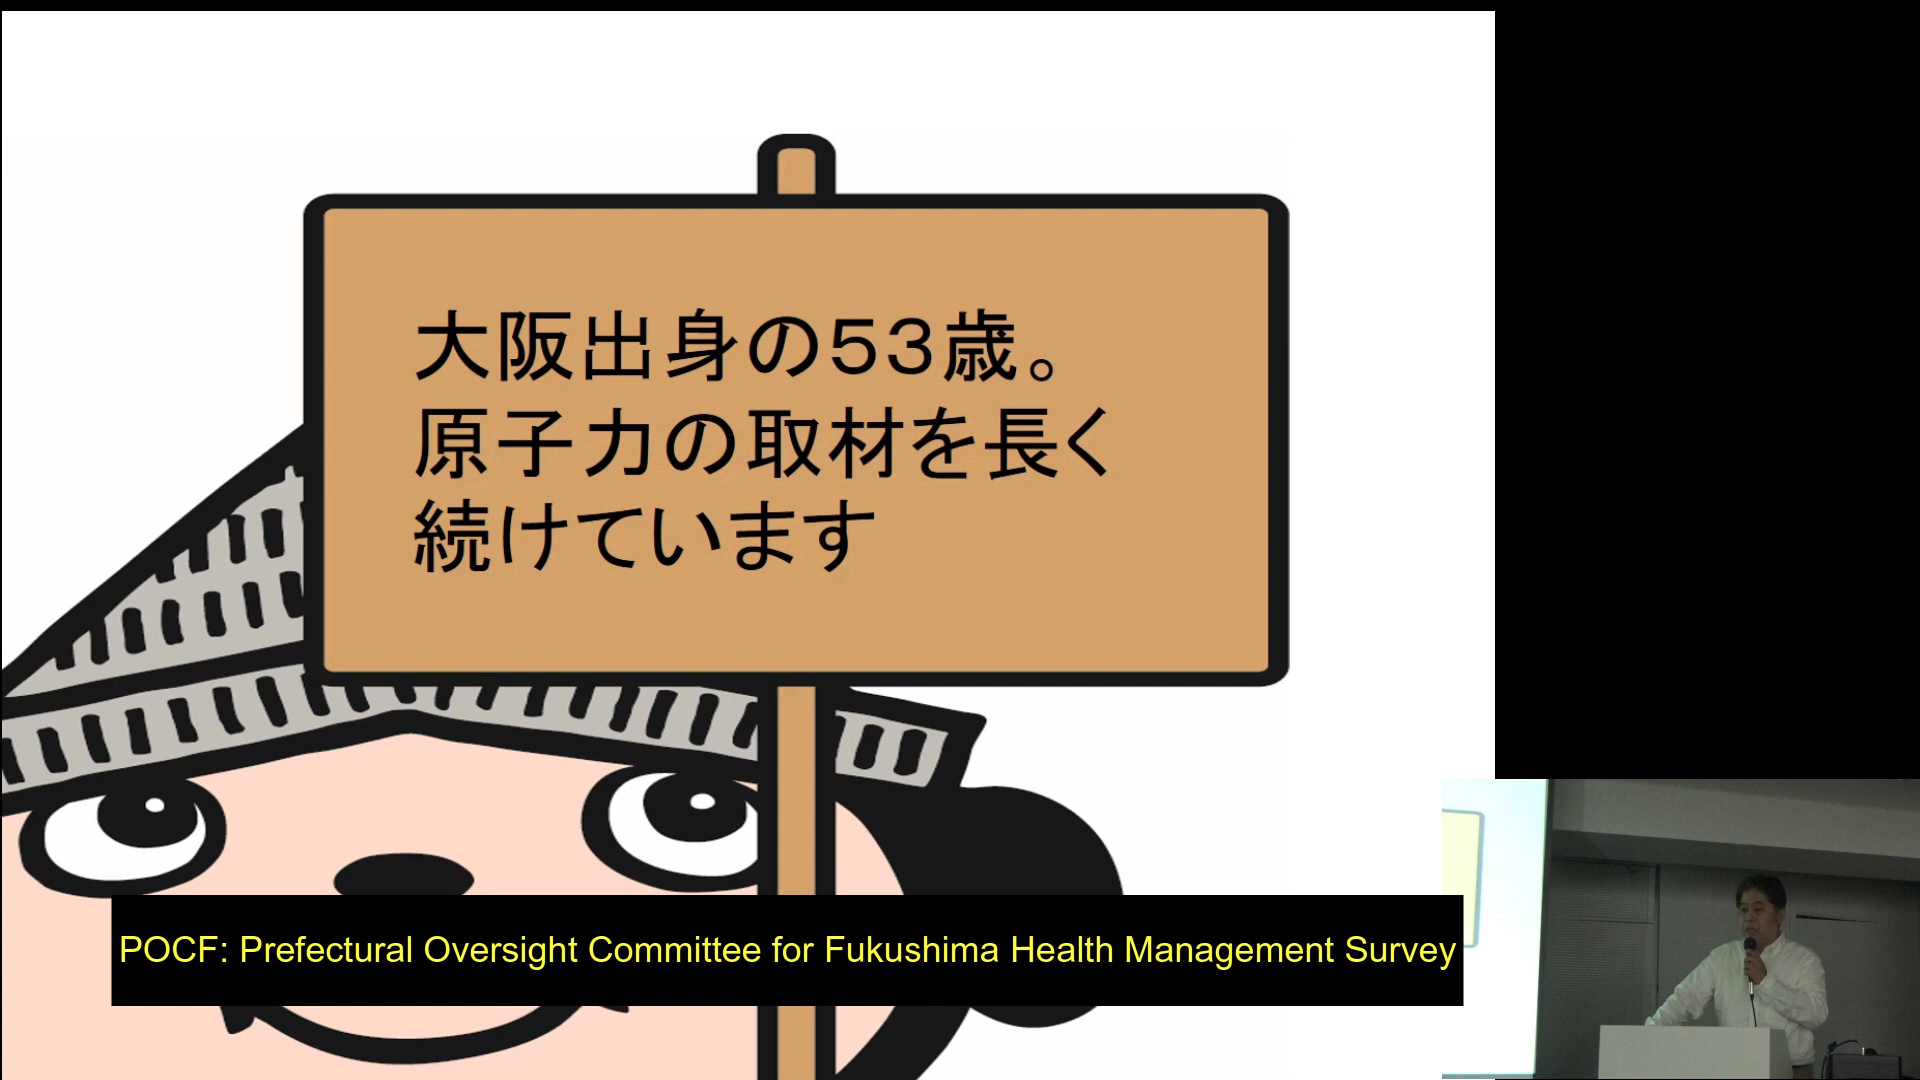 大阪出身の５３歳。
原子力の取材を長く
続けています
POCF: Prefectural Oversight Committee for Fukushima Health Management Survey